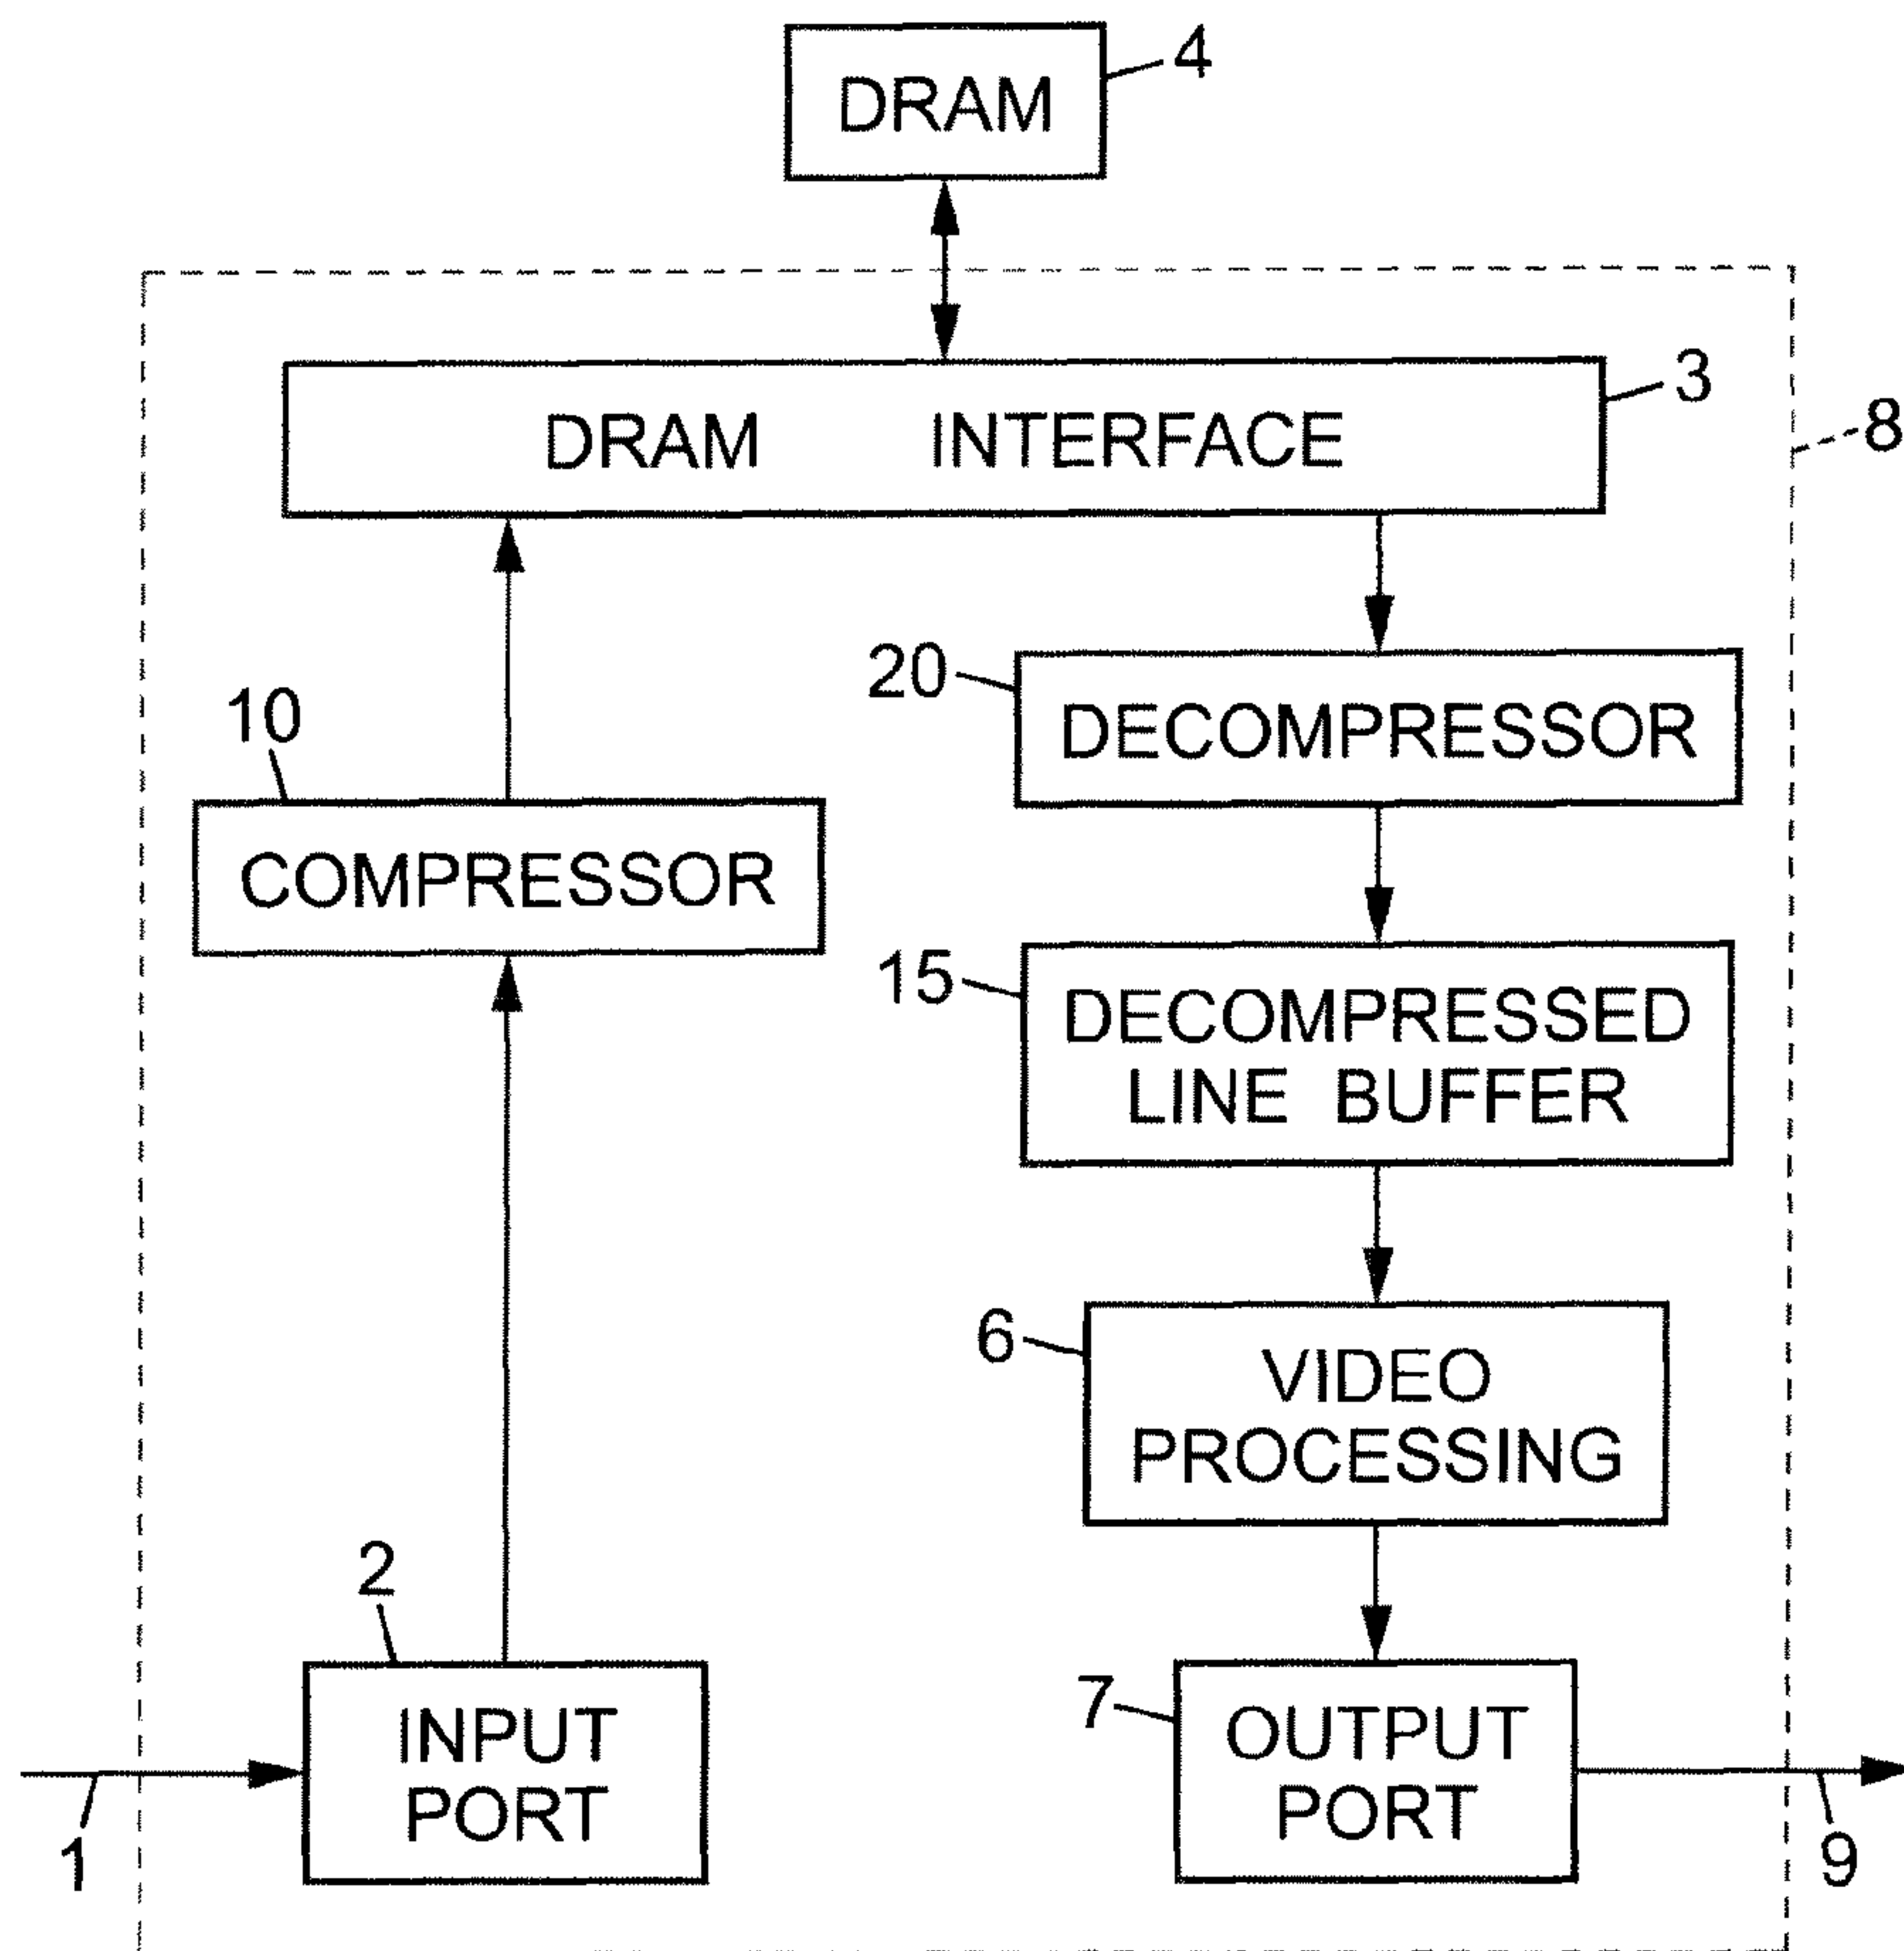 DRAM
4
DRAM INTERFACE
3
8
20
DECOMPRESSOR
10
COMPRESSOR
15
DECOMPRESSED
LINE BUFFER
6
VIDEO
PROCESSING
2
INPUT
PORT
7
OUTPUT
PORT
1
9